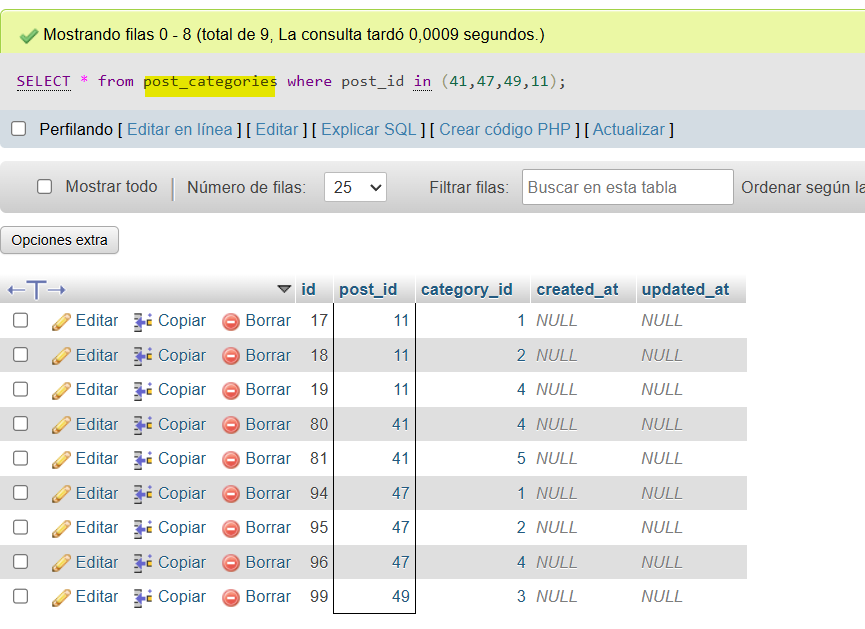 Mostrando filas 0 - 8 (total de 9, La consulta tardó 0,0009 segundos.)
SELECT * from post_categories where post_id in (41,47,49,11);
Perfilando [ Editar en línea ] [ Editar ] [ Explicar SQL ] [ Crear código PHP ] [ Actualizar ]
Mostrar todo Número de filas: 25 Filtrar filas: Buscar en esta tabla Ordenar según la
Opciones extra
id post_id category_id created_at updated_at
Editar Copiar Borrar 17 11 1 NULL NULL
Editar Copiar Borrar 18 11 2 NULL NULL
Editar Copiar Borrar 19 11 4 NULL NULL
Editar Copiar Borrar 80 41 4 NULL NULL
Editar Copiar Borrar 81 41 5 NULL NULL
Editar Copiar Borrar 94 47 1 NULL NULL
Editar Copiar Borrar 95 47 2 NULL NULL
Editar Copiar Borrar 96 47 4 NULL NULL
Editar Copiar Borrar 99 49 3 NULL NULL